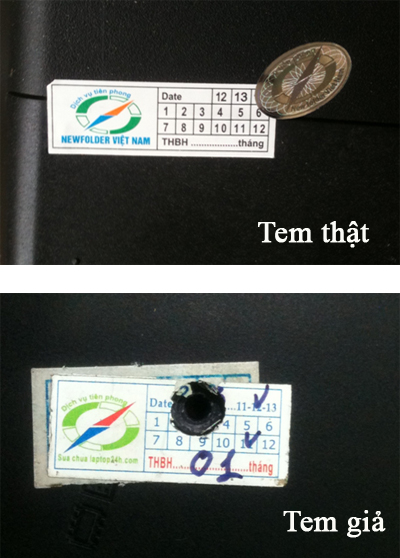 Dịch vụ tiên phong
NEWFOLDER VIỆT NAM
Date 12 13
1 2 3 4 5 6
7 8 9 10 11 12
THBH ..................tháng
Tem thật
Dịch vụ tiên phong
Sua chua laptop24h.com
Date 11-12-13
1 4 5 6
7 8 9 10 11 12
THBH 01 tháng
Tem giả